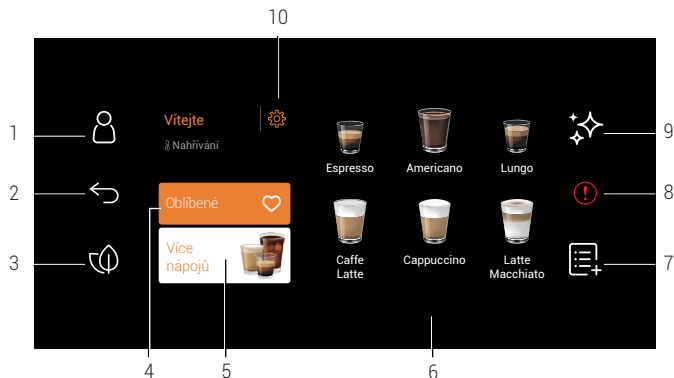 10
Vítejte
Nahřívání
Oblíbené
Více
nápojů
Espresso
Americano
Lungo
Caffe
Latte
Cappuccino
Latte
Macchiato
1
2
3
4
5
6
7
8
9